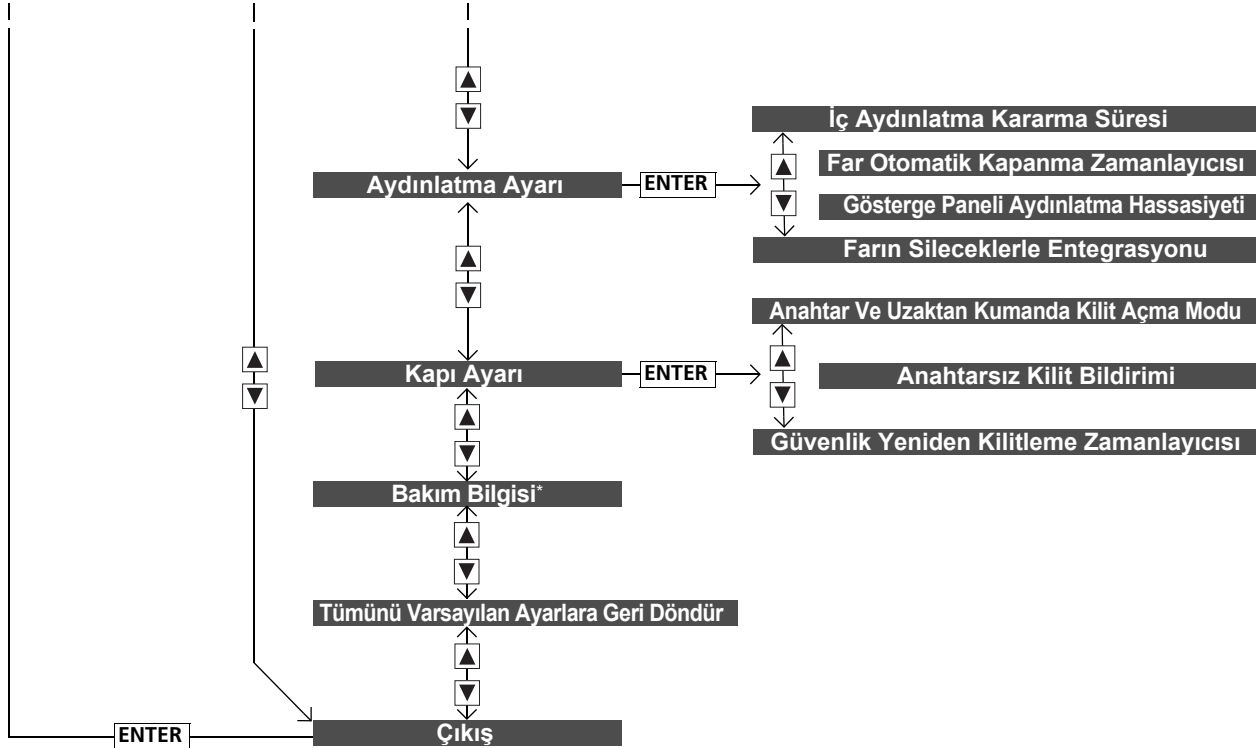 ▲
▼
İç Aydınlatma Kararma Süresi
▲
Far Otomatik Kapanma Zamanlayıcısı
Aydınlatma Ayarı
ENTER
▼
Gösterge Paneli Aydınlatma Hassasiyeti
Farın Sileceklerle Entegrasyonu
▲
▼
Anahtar Ve Uzaktan Kumanda Kilit Açma Modu
▲
▼
▲
Kapı Ayarı
ENTER
▼
Anahtarsız Kilit Bildirimi
▲
▼
Güvenlik Yeniden Kilitleme Zamanlayıcısı
Bakım Bilgisi*
▲
▼
Tümünü Varsayılan Ayarlara Geri Döndür
▲
▼
ENTER
Çıkış